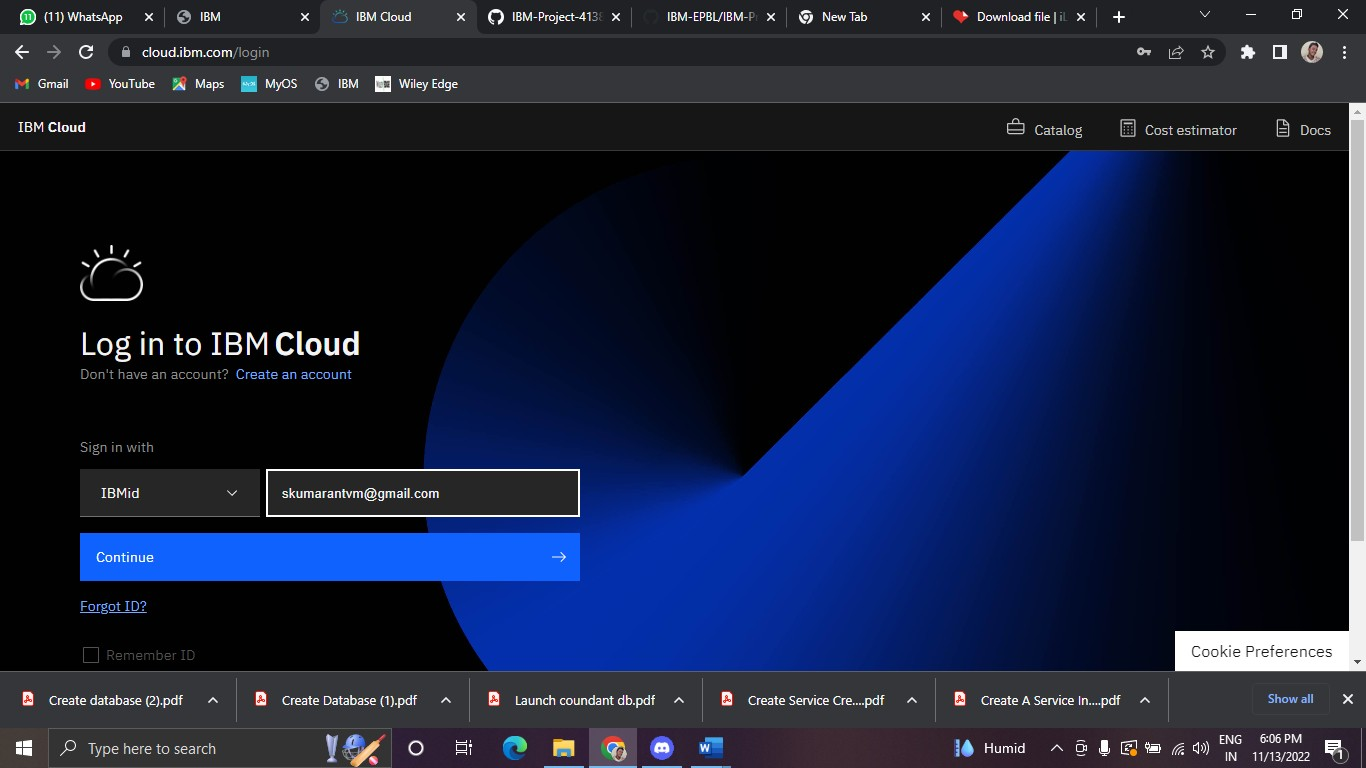 (11) WhatsApp
IBM
IBM Cloud
IBM-Project-4138
IBM-EPBL/IBM-P
New Tab
Download file | iL
cloud.ibm.com/login
Gmail
YouTube
Maps
MyOS
IBM
Wiley Edge
IBM Cloud
Catalog
Cost estimator
Docs
Log in to IBM Cloud
Don't have an account? Create an account
Sign in with
IBMid
skumarantvm@gmail.com
Continue
Forgot ID?
Remember ID
Cookie Preferences
Create database (2).pdf
Create Database (1).pdf
Launch coundant db.pdf
Create Service Cre....pdf
Create A Service In....pdf
Show all
Type here to search
Humid
ENG
IN
6:06 PM
11/13/2022
1